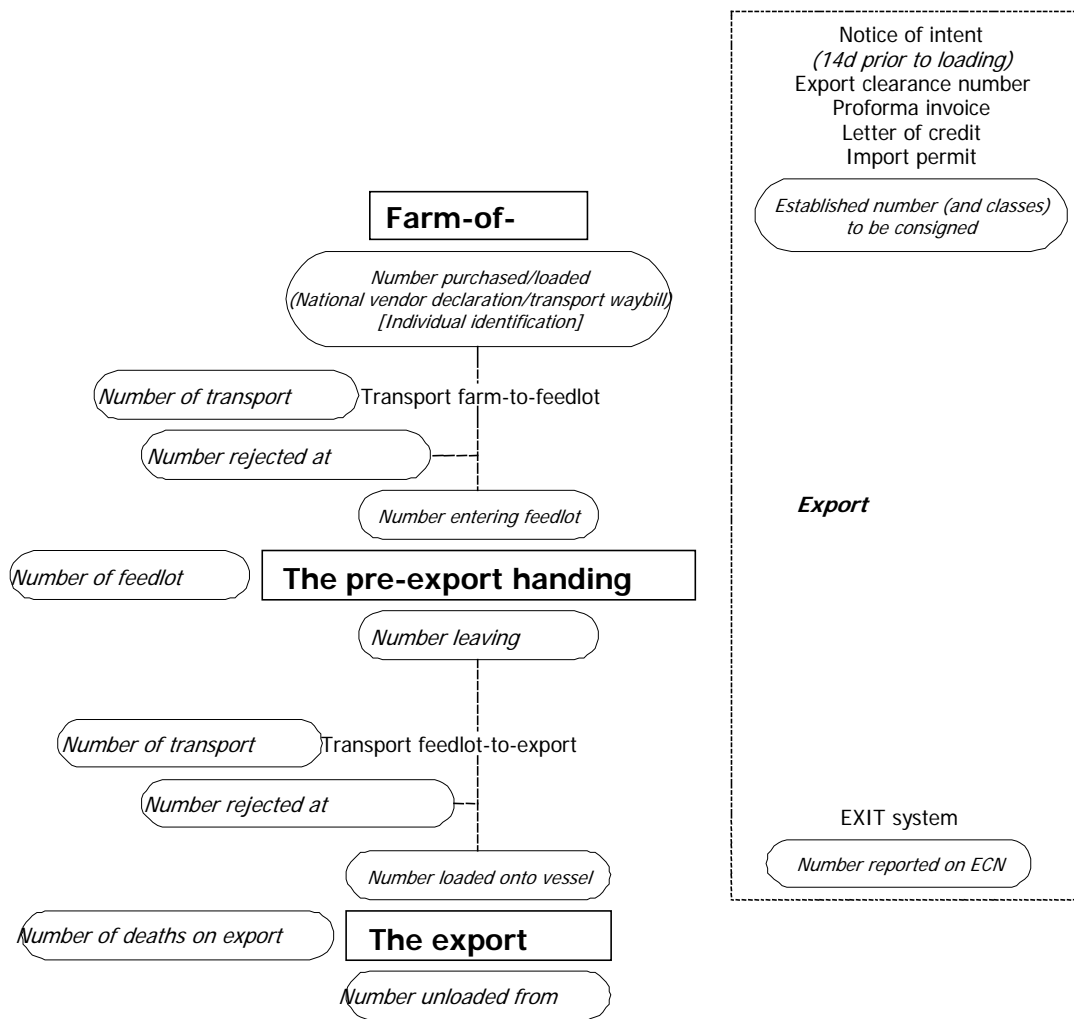 Notice of intent
(14d prior to loading)
Export clearance number
Proforma invoice
Letter of credit
Import permit
Established number (and classes)
to be consigned
Farm-of-
Number purchased/loaded
(National vendor declaration/transport waybill)
[Individual identification]
Number of transport
Transport farm-to-feedlot
Number rejected at
Number entering feedlot
Export
Number of feedlot
The pre-export handing
Number leaving
Number of transport
Transport feedlot-to-export
Number rejected at
EXIT system
Number reported on ECN
Number loaded onto vessel
Number of deaths on export
The export
Number unloaded from